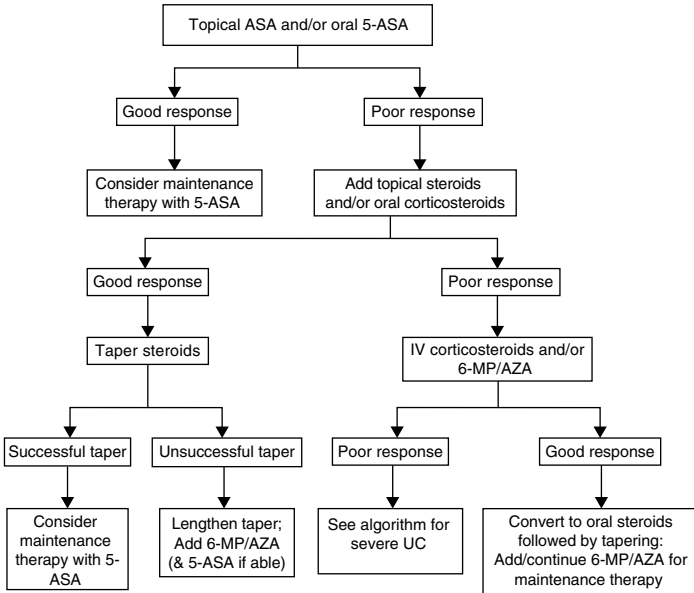 Topical ASA and/or oral 5-ASA
Good response
Poor response
Consider maintenance
therapy with 5-ASA
Add topical steroids
and/or oral corticosteroids
Good response
Poor response
Taper steroids
IV corticosteroids and/or
6-MP/AZA
Successful taper
Unsuccessful taper
Poor response
Good response
Consider
maintenance
therapy with 5-
ASA
Lengthen taper;
Add 6-MP/AZA
(& 5-ASA if able)
See algorithm for
severe UC
Convert to oral steroids
followed by tapering:
Add/continue 6-MP/AZA for
maintenance therapy